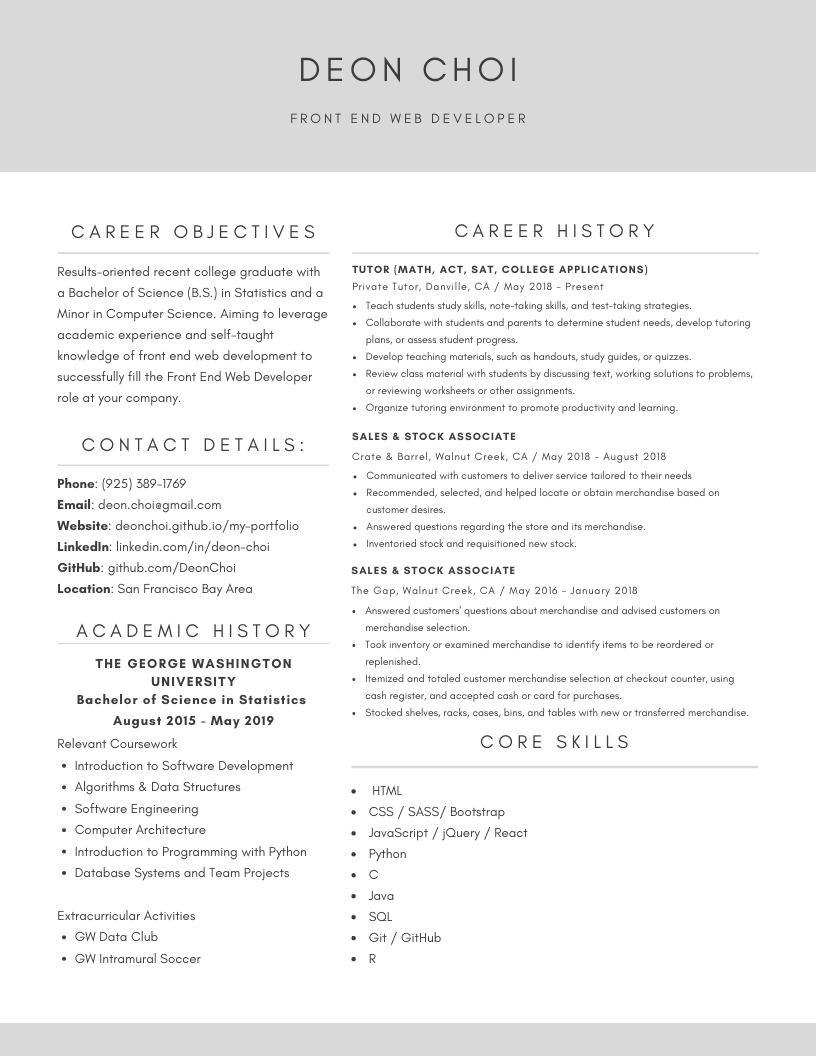 DEON CHOI
FRONT END WEB DEVELOPER
CAREER OBJECTIVES
Results-oriented recent college graduate with
a Bachelor of Science (B.S.) in Statistics and a
Minor in Computer Science. Aiming to leverage
academic experience and self-taught
knowledge of front end web development to
successfully fill the Front End Web Developer
role at your company.
CONTACT DETAILS:
Phone: (925) 389-1769
Email: deon.choi@gmail.com
Website: deonchoi.github.io/my-portfolio
LinkedIn: linkedin.com/in/deon-choi
GitHub: github.com/DeonChoi
Location: San Francisco Bay Area
ACADEMIC HISTORY
THE GEORGE WASHINGTON
UNIVERSITY
Bachelor of Science in Statistics
August 2015 - May 2019
Relevant Coursework
• Introduction to Software Development
• Algorithms & Data Structures
• Software Engineering
• Computer Architecture
• Introduction to Programming with Python
• Database Systems and Team Projects
Extracurricular Activities
• GW Data Club
• GW Intramural Soccer
CAREER HISTORY
TUTOR (MATH, ACT, SAT, COLLEGE APPLICATIONS)
Private Tutor, Danville, CA / May 2018 - Present
• Teach students study skills, note-taking skills, and test-taking strategies.
• Collaborate with students and parents to determine student needs, develop tutoring
plans, or assess student progress.
• Develop teaching materials, such as handouts, study guides, or quizzes.
• Review class material with students by discussing text, working solutions to problems,
or reviewing worksheets or other assignments.
• Organize tutoring environment to promote productivity and learning.
SALES & STOCK ASSOCIATE
Crate & Barrel, Walnut Creek, CA / May 2018 - August 2018
• Communicated with customers to deliver service tailored to their needs
• Recommended, selected, and helped locate or obtain merchandise based on
customer desires.
• Answered questions regarding the store and its merchandise.
• Inventoried stock and requisitioned new stock.
SALES & STOCK ASSOCIATE
The Gap, Walnut Creek, CA / May 2016 - January 2018
• Answered customers' questions about merchandise and advised customers on
merchandise selection.
• Took inventory or examined merchandise to identify items to be reordered or
replenished.
• Itemized and totaled customer merchandise selection at checkout counter, using
cash register, and accepted cash or card for purchases.
• Stocked shelves, racks, cases, bins, and tables with new or transferred merchandise.
CORE SKILLS
• HTML
• CSS / SASS/ Bootstrap
• JavaScript / jQuery / React
• Python
• C
• Java
• SQL
• Git / GitHub
• R